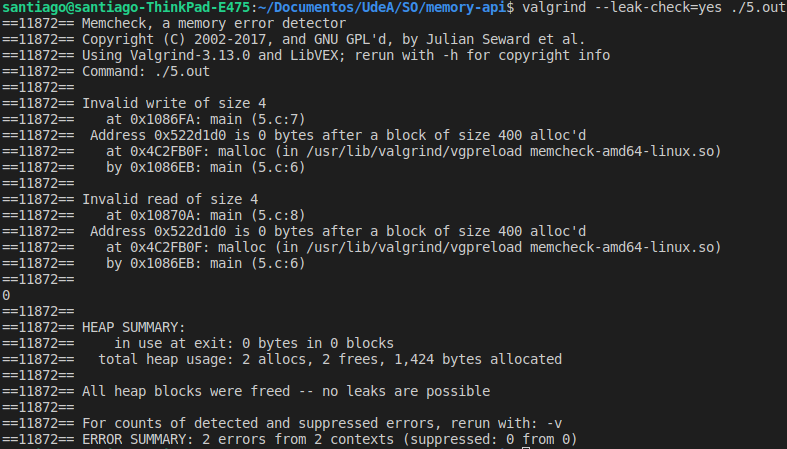 santiago@santiago-ThinkPad-E475:~/Documentos/UdeA/SO/memory-api$ valgrind --leak-check=yes ./5.out
==11872== Memcheck, a memory error detector
==11872== Copyright (C) 2002-2017, and GNU GPL'd, by Julian Seward et al.
==11872== Using Valgrind-3.13.0 and LibVEX; rerun with -h for copyright info
==11872== Command: ./5.out
==11872==
==11872== Invalid write of size 4
==11872==    at 0x1086FA: main (5.c:7)
==11872==  Address 0x522d1d0 is 0 bytes after a block of size 400 alloc'd
==11872==    at 0x4C2FB0F: malloc (in /usr/lib/valgrind/vgpreload memcheck-amd64-linux.so)
==11872==    by 0x1086EB: main (5.c:6)
==11872==
==11872== Invalid read of size 4
==11872==    at 0x10870A: main (5.c:8)
==11872==  Address 0x522d1d0 is 0 bytes after a block of size 400 alloc'd
==11872==    at 0x4C2FB0F: malloc (in /usr/lib/valgrind/vgpreload memcheck-amd64-linux.so)
==11872==    by 0x1086EB: main (5.c:6)
==11872==
0
==11872==
==11872== HEAP SUMMARY:
==11872==     in use at exit: 0 bytes in 0 blocks
==11872==   total heap usage: 2 allocs, 2 frees, 1,424 bytes allocated
==11872==
==11872== All heap blocks were freed -- no leaks are possible
==11872==
==11872== For counts of detected and suppressed errors, rerun with: -v
==11872== ERROR SUMMARY: 2 errors from 2 contexts (suppressed: 0 from 0)